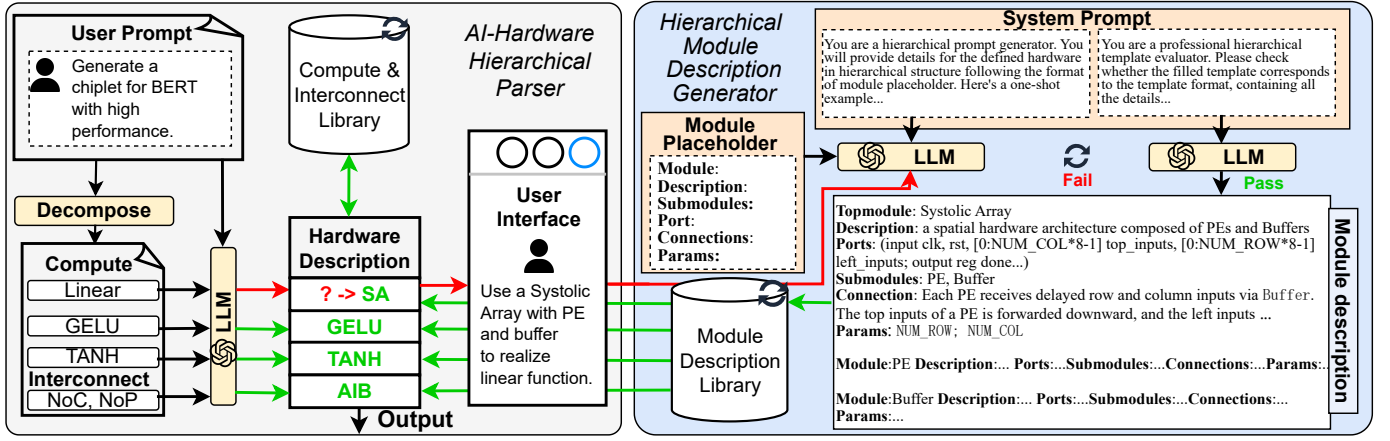 User Prompt
Generate a
chiplet for BERT
with high
performance.
Decompose
Compute
Linear
GELU
TANH
Interconnect
NoC, NoP
LLM
Compute &
Interconnect
Library
AI-Hardware
Hierarchical
Parser
Hardware
Description
? -> SA
GELU
TANH
AIB
Output
User
Interface
Use a Systolic
Array with PE
and buffer
to realize
linear function.
Hierarchical
Module
Description
Generator
System Prompt
You are a hierarchical prompt generator. You
will provide details for the defined hardware
in hierarchical structure following the format
of module placeholder. Here's a one-shot
example...
You are a professional hierarchical
template evaluator. Please check
whether the filled template corresponds
to the template format, containing all
the details...
Module
Placeholder
Module:
Description:
Submodules:
Port:
Connections:
Params:
LLM
Fail
LLM
Pass
Module
Description
Library
Topmodule: Systolic Array
Description: a spatial hardware architecture composed of PEs and Buffers
Ports: (input clk, rst, [0:NUM_COL*8-1] top_inputs, [0:NUM_ROW*8-1]
left_inputs; output reg done...)
Submodules: PE, Buffer
Connection: Each PE receives delayed row and column inputs via Buffer.
The top inputs of a PE is forwarded downward, and the left inputs ...
Params: NUM_ROW; NUM_COL
Module:PE Description:... Ports:...Submodules:...Connections:...Params:..
Module:Buffer Description:... Ports:...Submodules:...Connections:...
Params:...
Module description